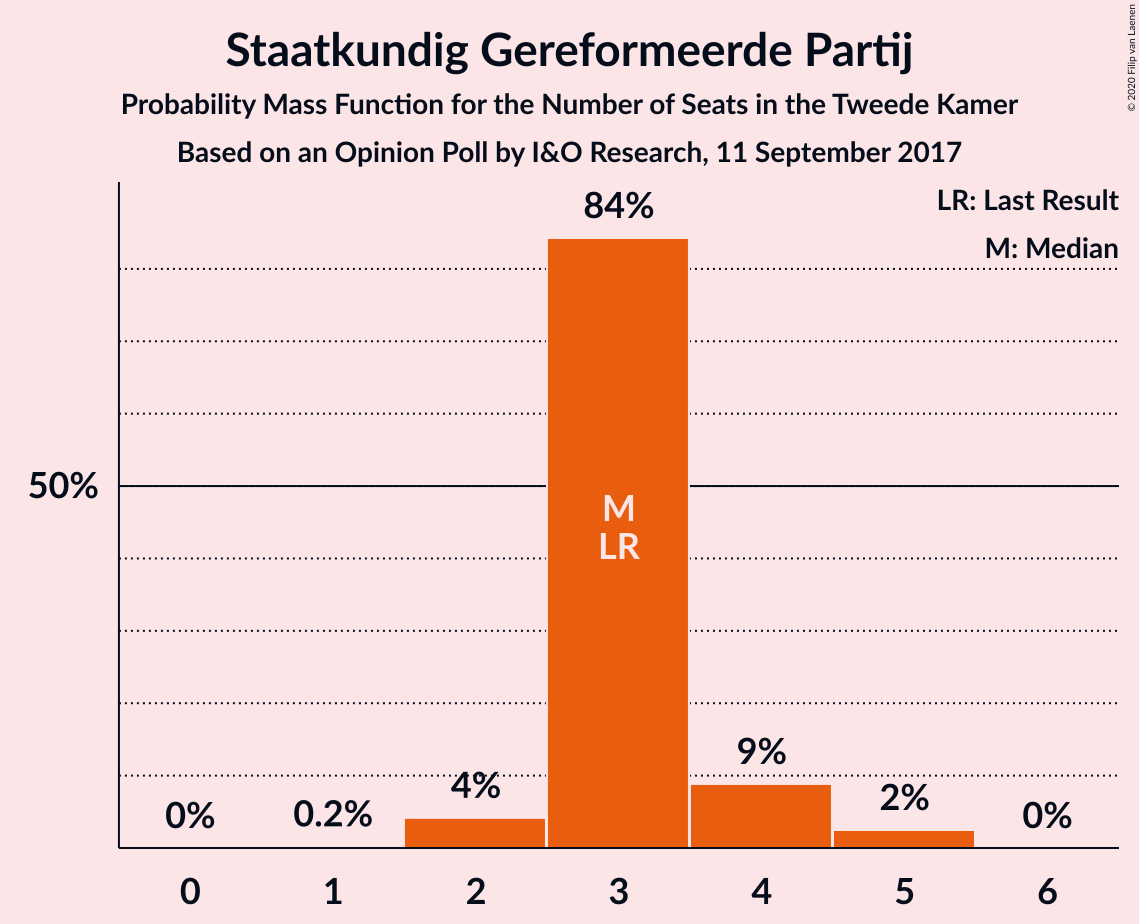 Staatkundig Gereformeerde Partij
Probability Mass Function for the Number of Seats in the Tweede Kamer
Based on an Opinion Poll by I&O Research, 11 September 2017
© 2020 Filip van Laenen
LR: Last Result
M: Median
84%
50%
M
LR
9%
4%
2%
0%
0.2%
0%
0 1 2 3 4 5 6